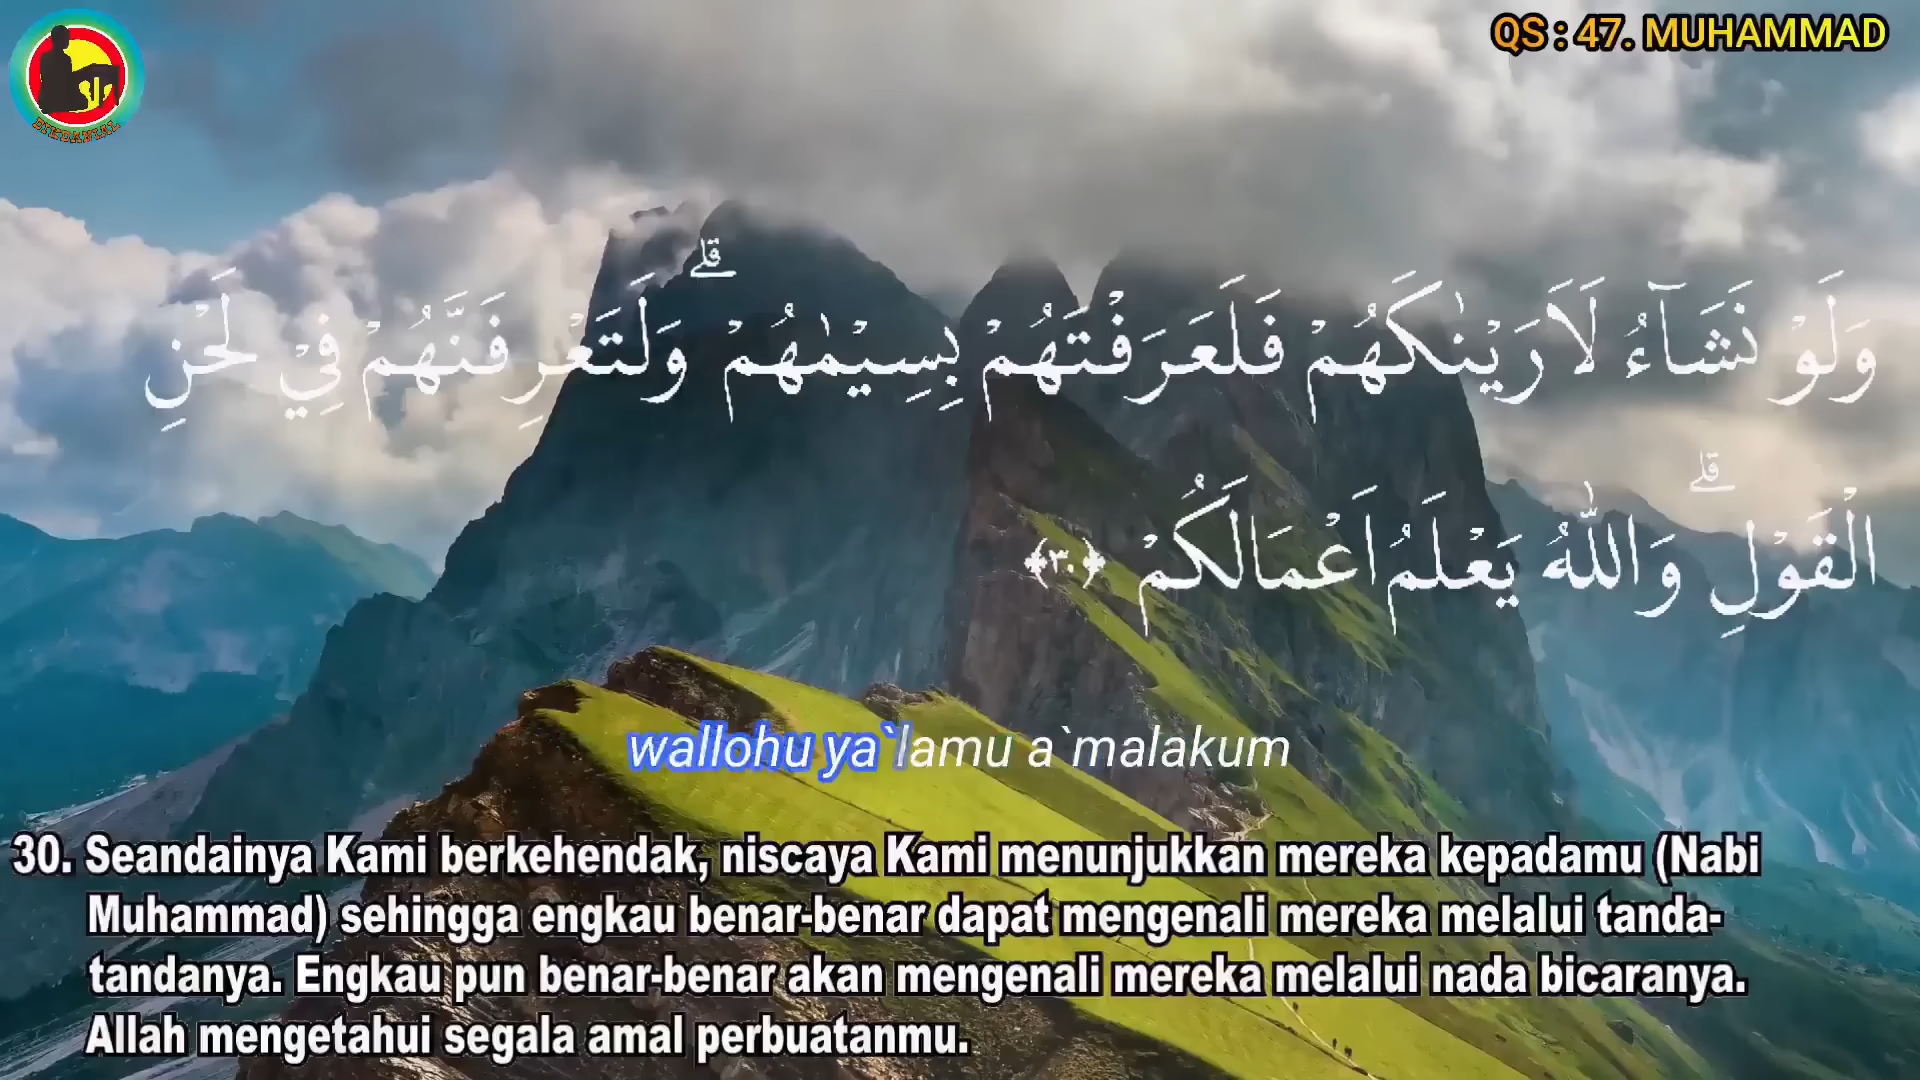 DIKDANIAL
QS : 47. MUHAMMAD
وَلَوْ نَشَاۤءُ لَاَرَيْنٰكَهُمْ فَلَعَرَفْتَهُمْ بِسِيْمٰهُمْ ۗ وَلَتَعْرِفَنَّهُمْ فِيْ لَحْنِ
الْقَوْلِ ۗ وَاللّٰهُ يَعْلَمُ اَعْمَالَكُمْ ﴿٣٠﴾
wallohu ya`lamu a`malakum
30. Seandainya Kami berkehendak, niscaya Kami menunjukkan mereka kepadamu (Nabi
Muhammad) sehingga engkau benar-benar dapat mengenali mereka melalui tanda-
tandanya. Engkau pun benar-benar akan mengenali mereka melalui nada bicaranya.
Allah mengetahui segala amal perbuatanmu.